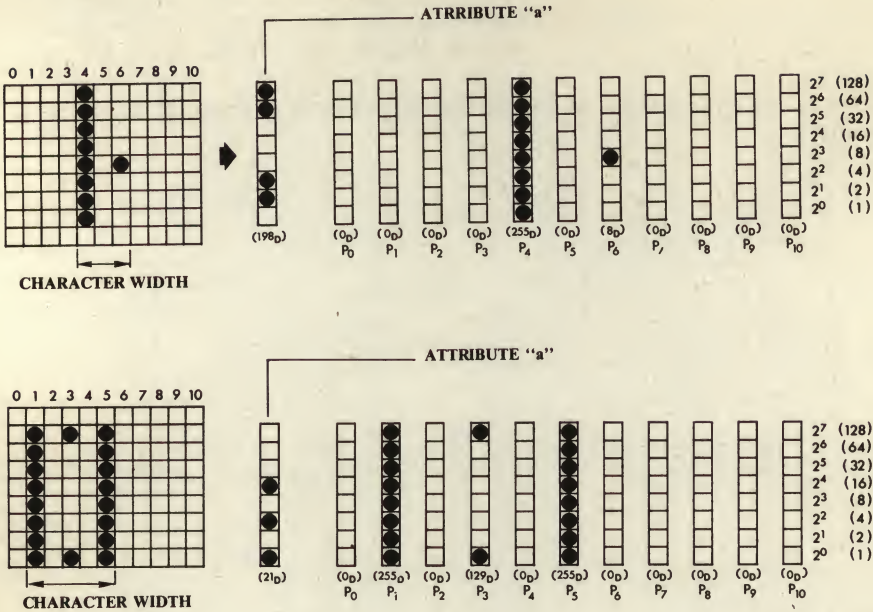 ATRRIBUTE “a”
0 1 2 3 4 5 6 7 8 9 10
2⁷ (128)
2⁶ (64)
2⁵ (32)
2⁴ (16)
2³ (8)
2² (4)
2¹ (2)
2⁰ (1)
(198D) (0D) (0D) (0D) (0D) (255D) (0D) (8D) (0D) (0D) (0D) (0D)
P0 P1 P2 P3 P4 P5 P6 P7 P8 P9 P10
CHARACTER WIDTH
ATTRIBUTE “a”
0 1 2 3 4 5 6 7 8 9 10
2⁷ (128)
2⁶ (64)
2⁵ (32)
2⁴ (16)
2³ (8)
2² (4)
2¹ (2)
2⁰ (1)
(21D) (0D) (255D) (0D) (129D) (0D) (255D) (0D) (0D) (0D) (0D) (0D)
P0 P1 P2 P3 P4 P5 P6 P7 P8 P9 P10
CHARACTER WIDTH